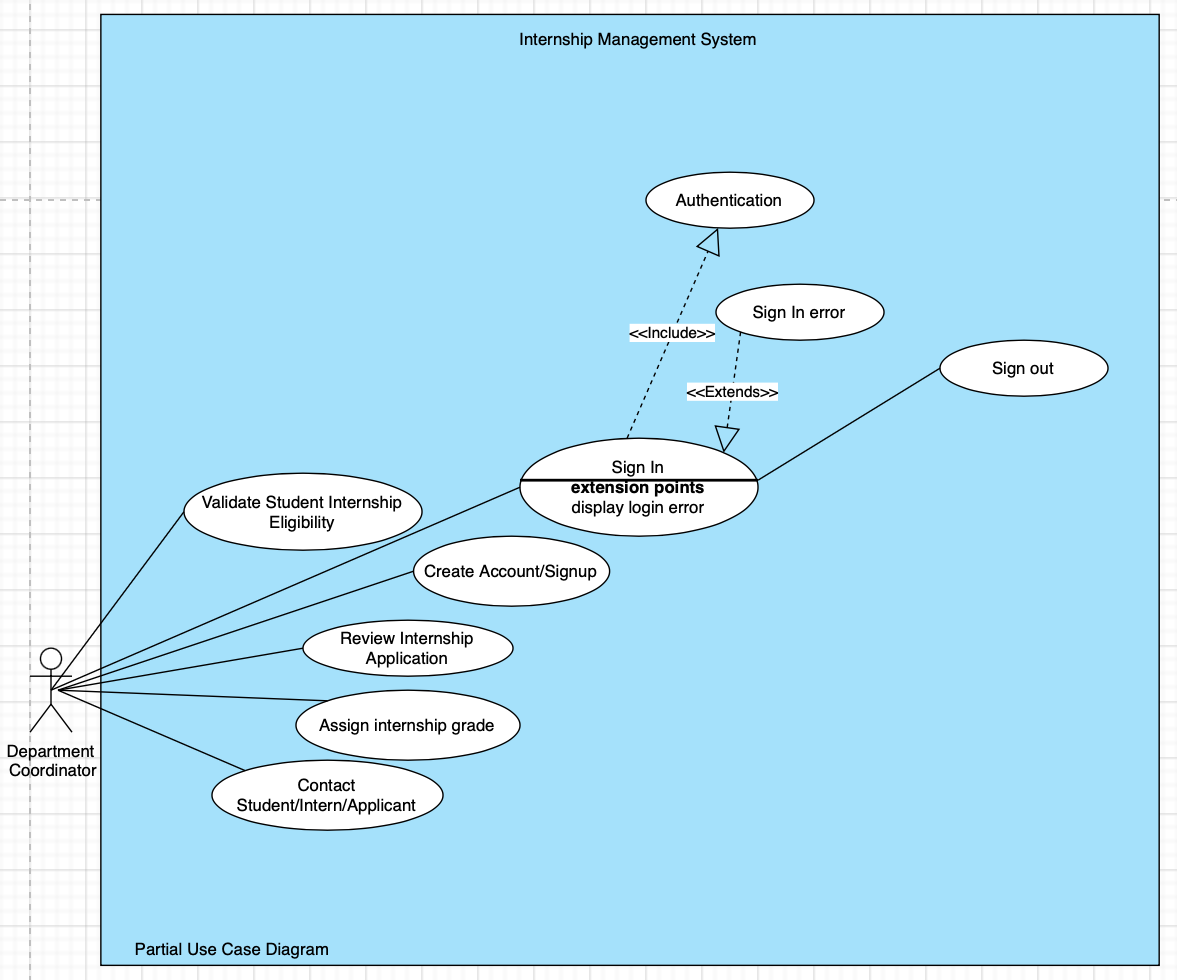 Internship Management System
Authentication
Sign In error
<<Include>>
Sign out
<<Extends>>
Sign In
extension points
display login error
Validate Student Internship
Eligibility
Create Account/Signup
Review Internship
Application
Assign internship grade
Department
Coordinator
Contact
Student/Intern/Applicant
Partial Use Case Diagram